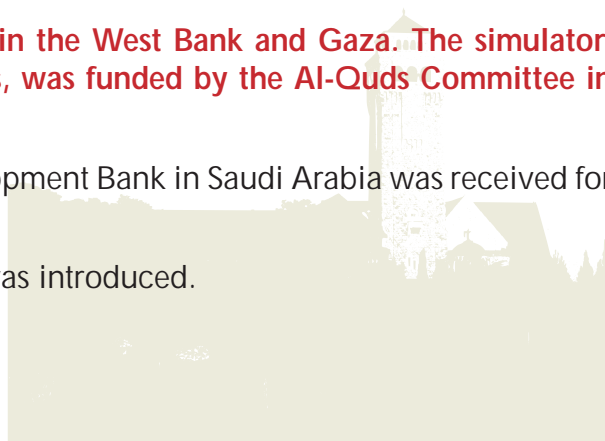 in the West Bank and Gaza. The simulator
, was funded by the Al-Quds Committee in
opment Bank in Saudi Arabia was received for
as introduced.